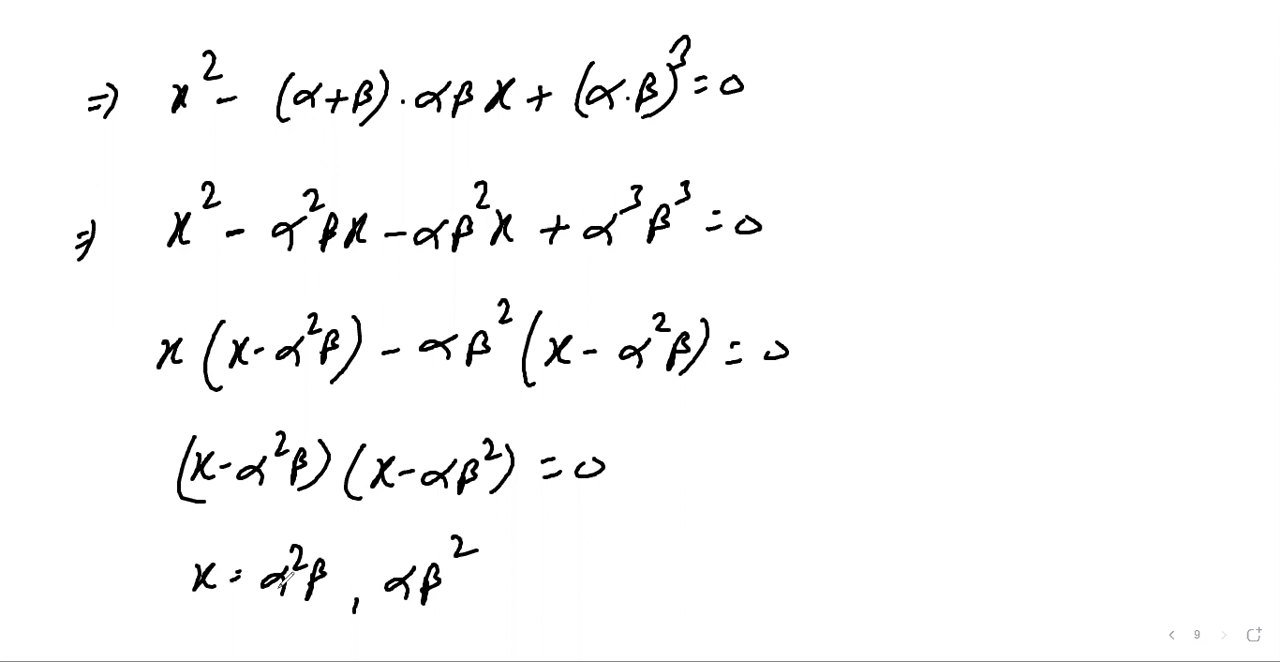 ⇒ x² - (α+β)·αβx + (α·β)³ = 0
⇒ x² - α²βx - αβ²x + α³β³ = 0
x(x-α²β) - αβ²(x-α²β) = 0
(x-α²β)(x-αβ²) = 0
x = α²β, αβ²
9